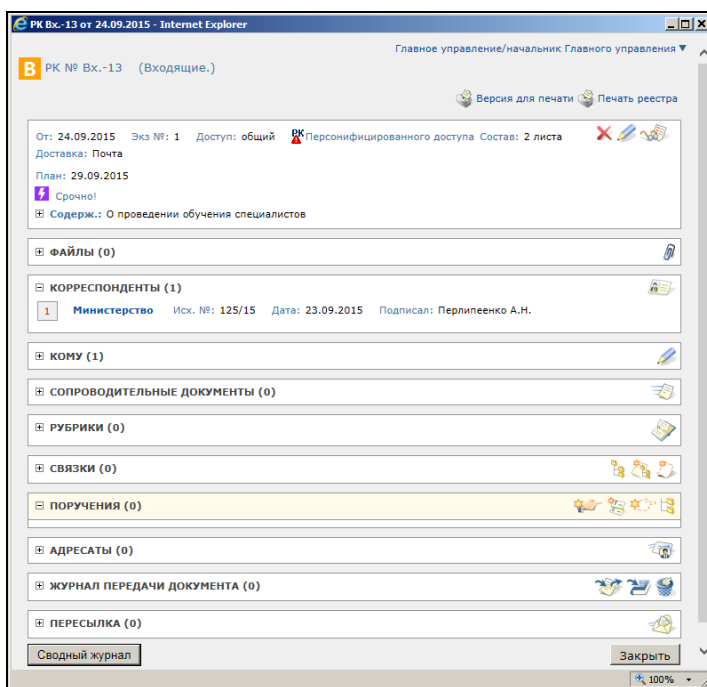 РК Вх.-13 от 24.09.2015 - Internet Explorer
Главное управление/начальник Главного управления ▼
В РК № Вх.-13 (Входящие.)
Версия для печати Печать реестра
От: 24.09.2015 Экз №: 1 Доступ: общий РК Персонифицированного доступа Состав: 2 листа
Доставка: Почта
План: 29.09.2015
Срочно!
Содерж.: О проведении обучения специалистов
ФАЙЛЫ (0)
КОРРЕСПОНДЕНТЫ (1)
1 Министерство Исх. №: 125/15 Дата: 23.09.2015 Подписал: Перлипеенко А.Н.
КОМУ (1)
СОПРОВОДИТЕЛЬНЫЕ ДОКУМЕНТЫ (0)
РУБРИКИ (0)
СВЯЗКИ (0)
ПОРУЧЕНИЯ (0)
АДРЕСАТЫ (0)
ЖУРНАЛ ПЕРЕДАЧИ ДОКУМЕНТА (0)
ПЕРЕСЫЛКА (0)
Сводный журнал Закрыть
100%